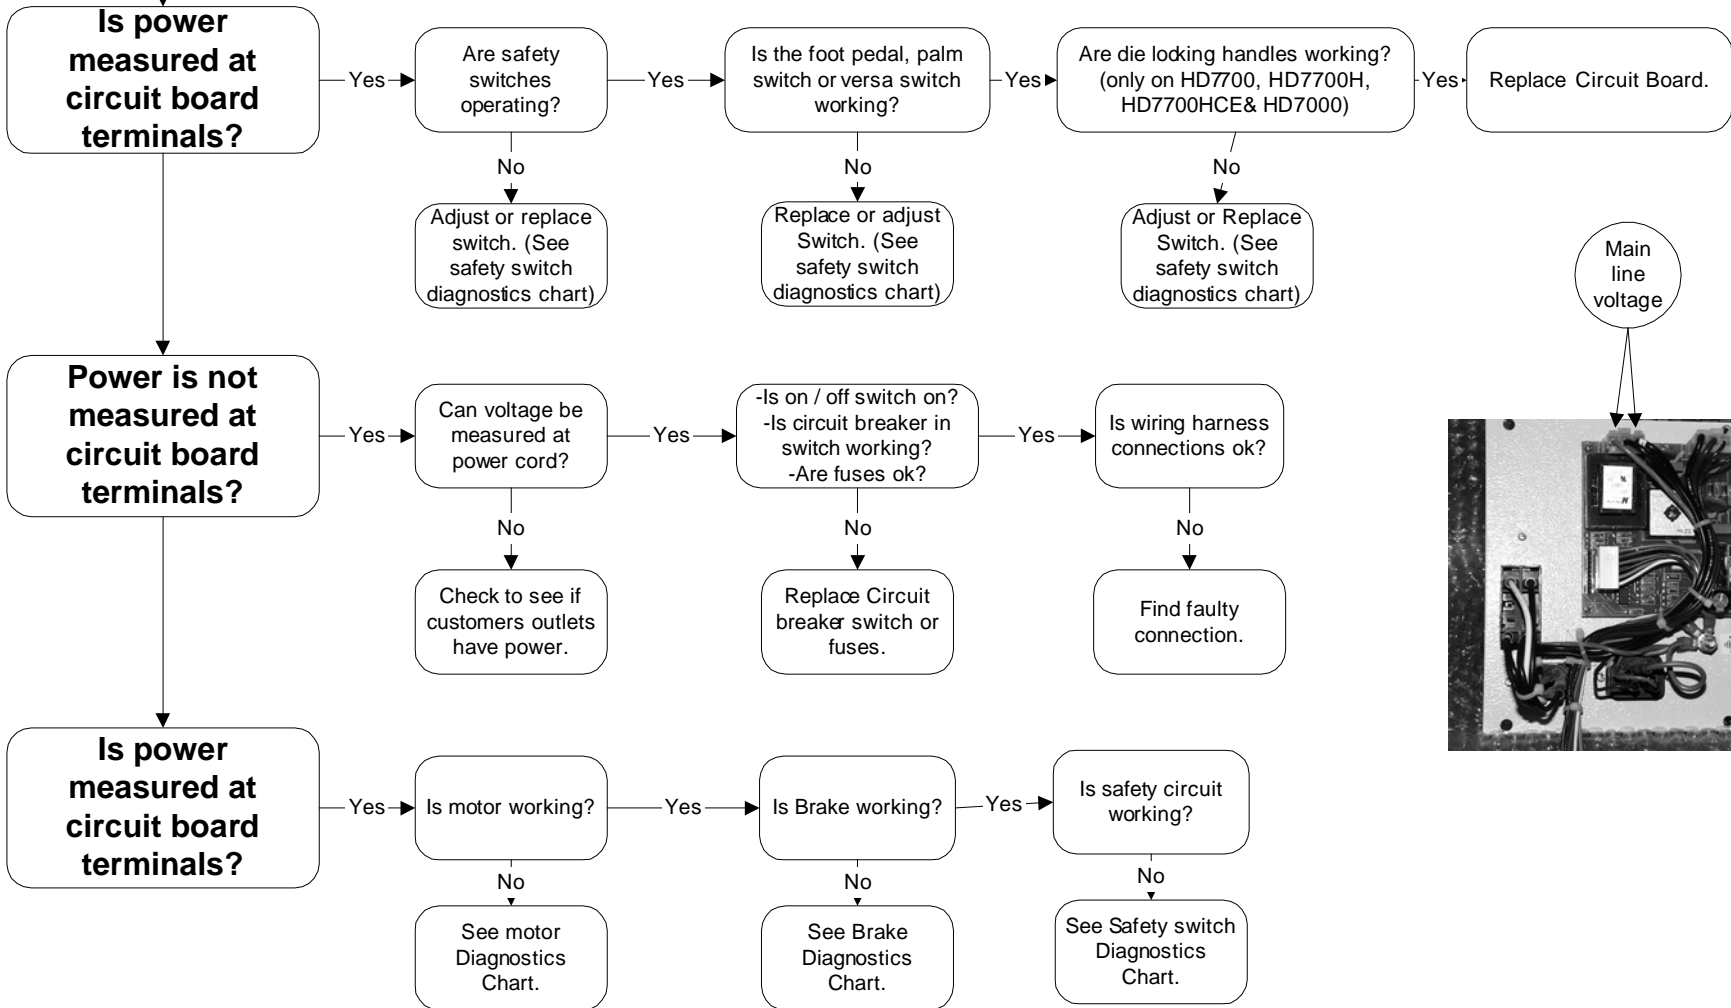 Is power
measured at
circuit board
terminals?
Yes
Are safety
switches
operating?
Yes
Is the foot pedal, palm
switch or versa switch
working?
Yes
Are die locking handles working?
(only on HD7700, HD7700H,
HD7700HCE& HD7000)
Yes
Replace Circuit Board.
No
No
No
Adjust or replace
switch. (See
safety switch
diagnostics chart)
Replace or adjust
Switch. (See
safety switch
diagnostics chart)
Adjust or Replace
Switch. (See
safety switch
diagnostics chart)
Main
line
voltage
Power is not
measured at
circuit board
terminals?
Yes
Can voltage be
measured at
power cord?
Yes
-Is on / off switch on?
-Is circuit breaker in
switch working?
-Are fuses ok?
Yes
Is wiring harness
connections ok?
No
No
No
Check to see if
customers outlets
have power.
Replace Circuit
breaker switch or
fuses.
Find faulty
connection.
Is power
measured at
circuit board
terminals?
Yes
Is motor working?
Yes
Is Brake working?
Yes
Is safety circuit
working?
No
No
No
See motor
Diagnostics
Chart.
See Brake
Diagnostics
Chart.
See Safety switch
Diagnostics
Chart.